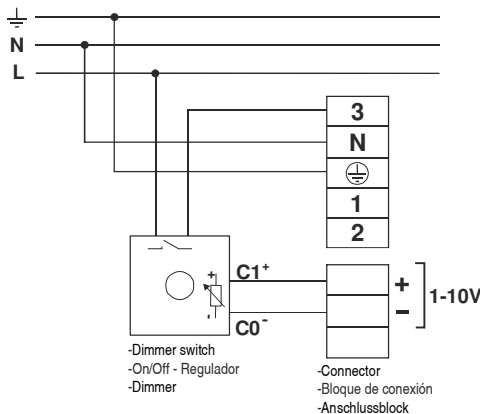 N
L
3
N
1
2
C1+
+
-
C0-
+
−
1-10V
-Dimmer switch
-On/Off - Regulador
-Dimmer
-Connector
-Bloque de conexión
-Anschlussblock